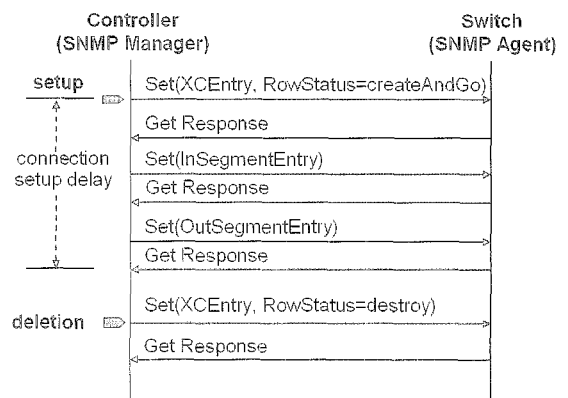 Controller
(SNMP Manager)
Switch
(SNMP Agent)
setup
Set(XCEntry, RowStatus=createAndGo)
Get Response
connection
setup delay
Set(InSegmentEntry)
Get Response
Set(OutSegmentEntry)
Get Response
deletion
Set(XCEntry, RowStatus=destroy)
Get Response